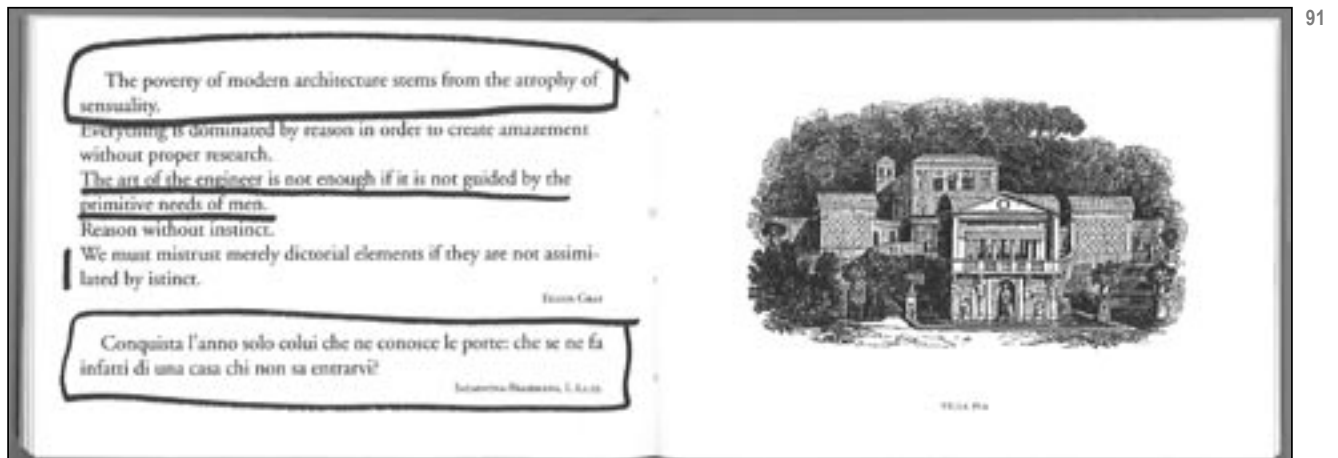 The poverty of modern architecture stems from the atrophy of
sensuality.
Everything is dominated by reason in order to create amazement
without proper research.
The art of the engineer is not enough if it is not guided by the
primitive needs of men.
Reason without instinct.
We must mistrust merely dictorial elements if they are not assimi-
lated by istinct.
Eileen Gray
Conquista l'anno solo colui che ne conosce le porte: che se ne fa
infatti di una casa chi non sa entrarvi?
VILLA PIA
91